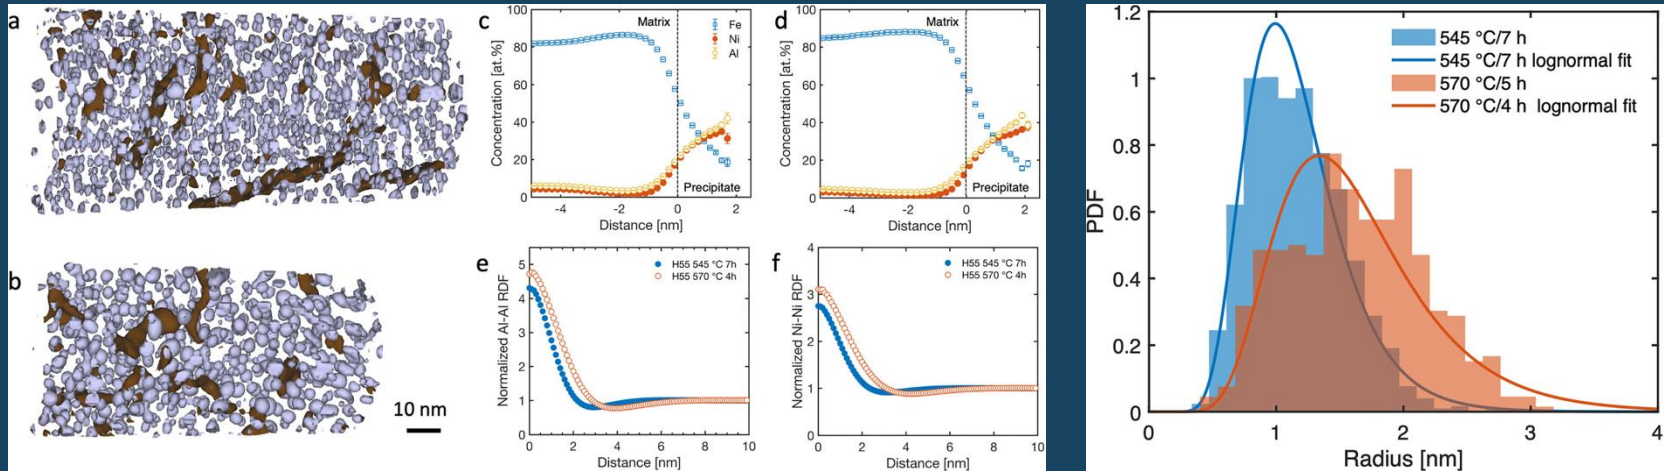 a
b
10 nm
c
100
80
60
40
20
0
Concentration [at.%]
Matrix
Fe
Ni
Al
Precipitate
-4
-2
0
2
Distance [nm]
d
100
80
60
40
20
0
Concentration [at.%]
Matrix
Precipitate
-4
-2
0
2
Distance [nm]
e
5
4
3
2
1
0
Normalized Al-Al RDF
H55 545 °C 7h
H55 570 °C 4h
0
2
4
6
8
10
Distance [nm]
f
4
3
2
1
0
Normalized Ni-Ni RDF
H55 545 °C 7h
H55 570 °C 4h
0
2
4
6
8
10
Distance [nm]
1.2
1
0.8
0.6
0.4
0.2
0
PDF
545 °C/7 h
545 °C/7 h lognormal fit
570 °C/5 h
570 °C/4 h lognormal fit
0
1
2
3
4
Radius [nm]